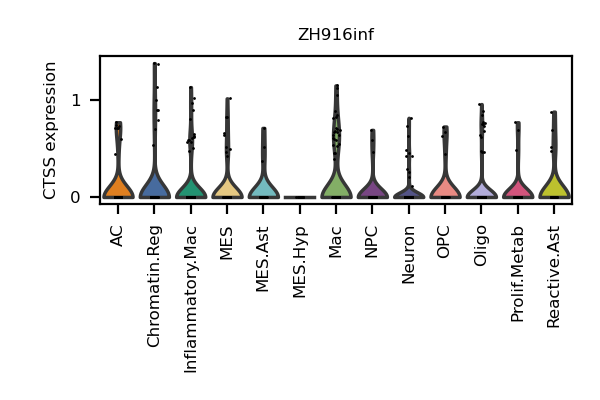 ZH916inf
CTSS expression
1
0
AC
Chromatin.Reg
Inflammatory.Mac
MES
MES.Ast
MES.Hyp
Mac
NPC
Neuron
OPC
Oligo
Prolif.Metab
Reactive.Ast